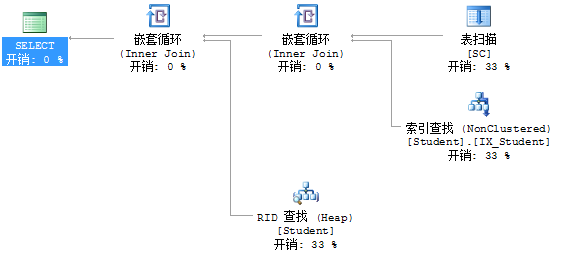 SELECT
开销: 0 %
嵌套循环
(Inner Join)
开销: 0 %
嵌套循环
(Inner Join)
开销: 0 %
表扫描
[SC]
开销: 33 %
索引查找 (NonClustered)
[Student].[IX_Student]
开销: 33 %
RID 查找 (Heap)
[Student]
开销: 33 %